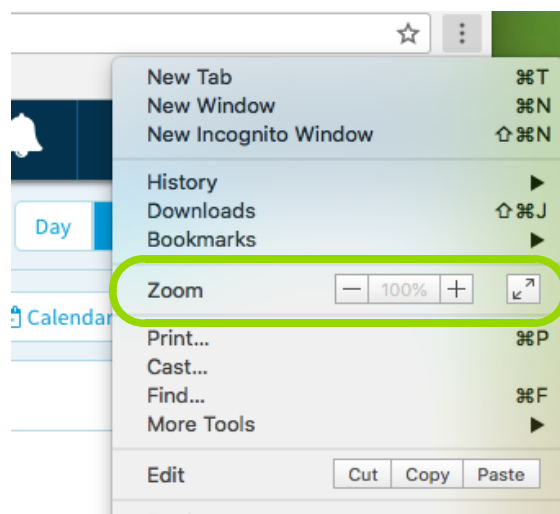 New Tab ⌘T
New Window ⌘N
New Incognito Window ⇧⌘N
History ▶
Downloads ⇧⌘J
Bookmarks ▶
Day
Zoom — 100% +
Calendar
Print... ⌘P
Cast...
Find... ⌘F
More Tools ▶
Edit Cut Copy Paste